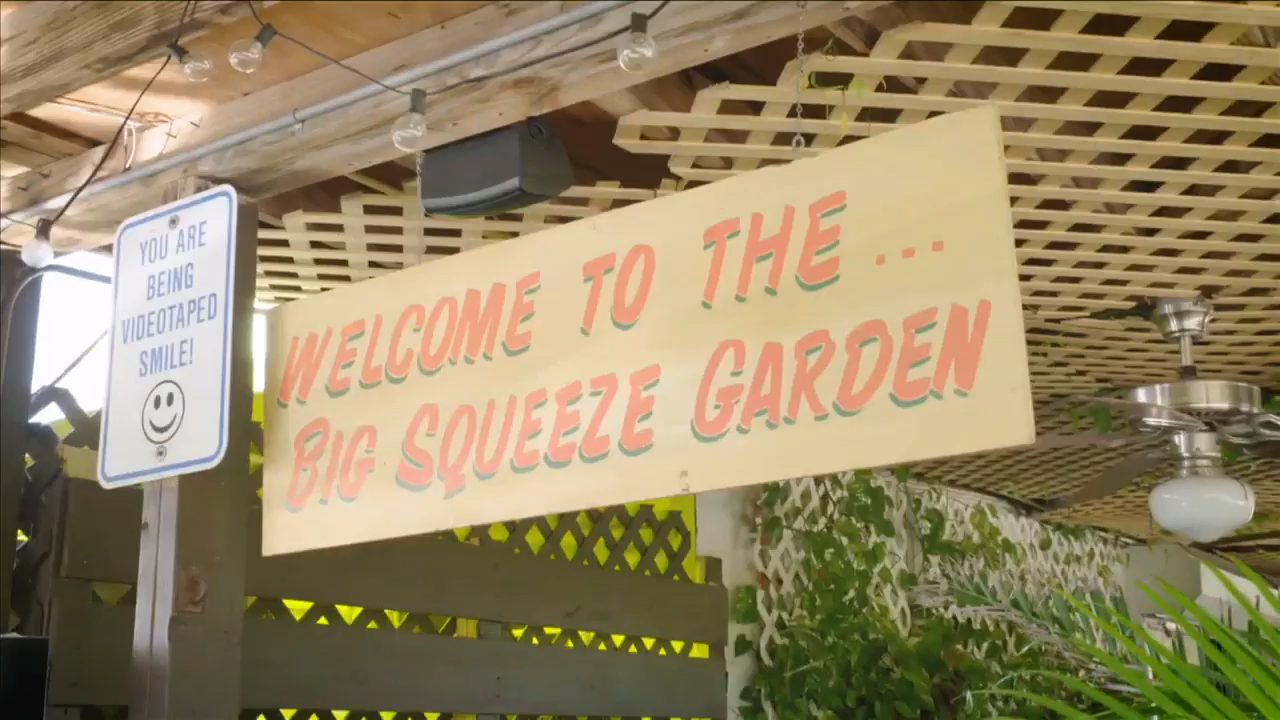 YOU ARE
BEING
VIDEOTAPED
SMILE!
WELCOME TO THE ...
BIG SQUEEZE GARDEN